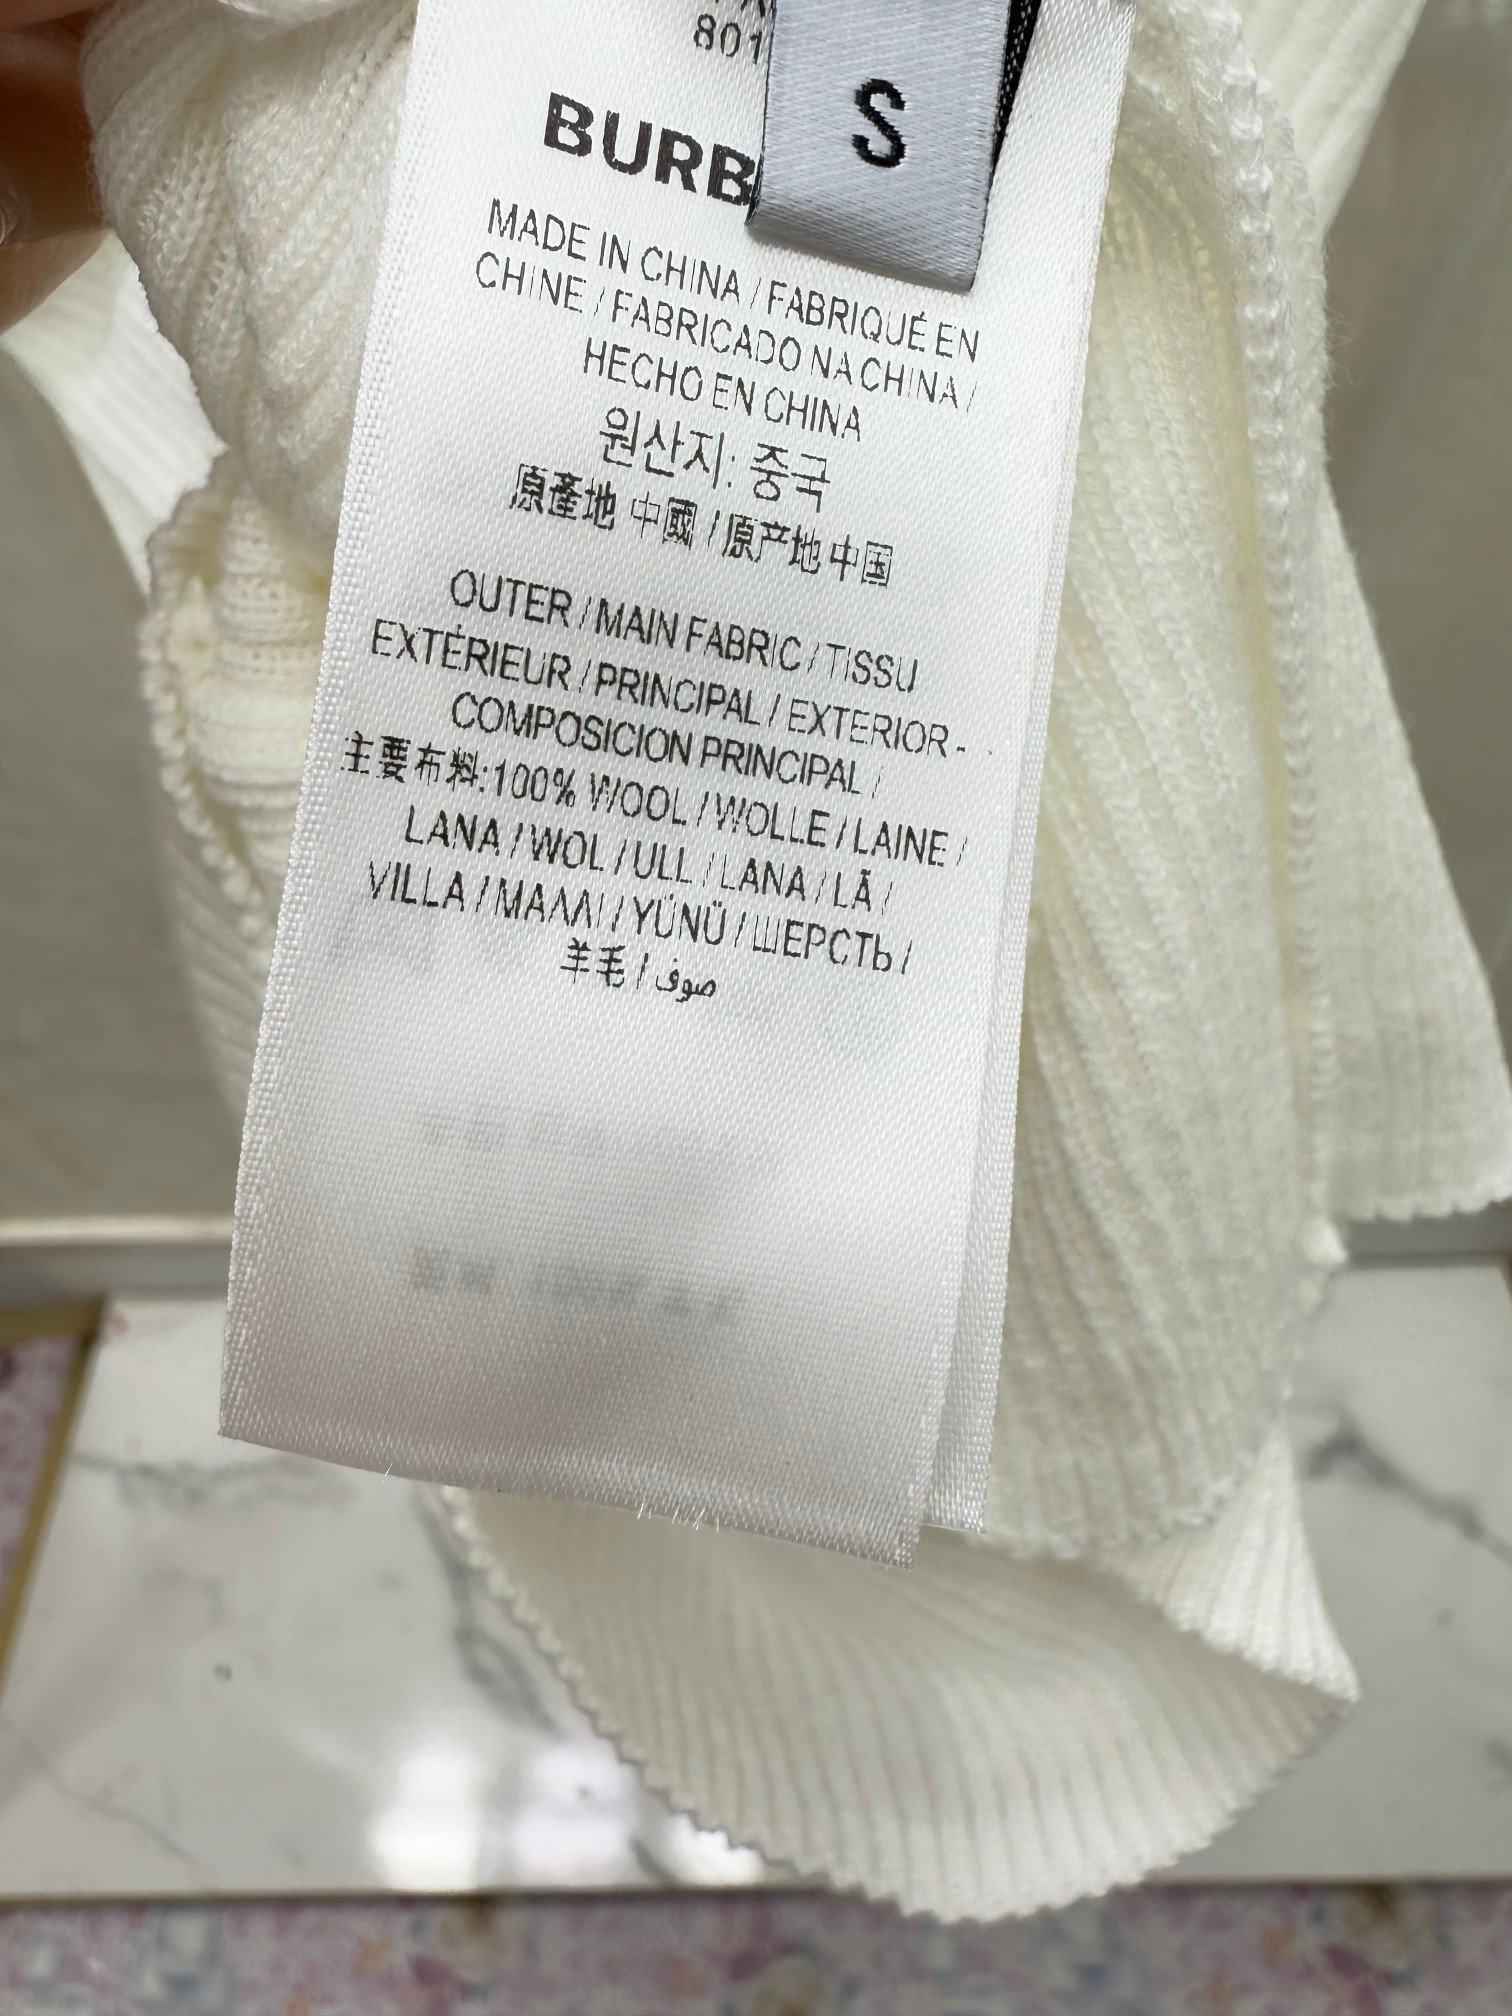 801
S
BURB
MADE IN CHINA / FABRIQUÉ EN
CHINE / FABRICADO NA CHINA /
HECHO EN CHINA
원산지: 중국
原產地 中國 / 原产地 中国
OUTER / MAIN FABRIC / TISSU
EXTÉRIEUR / PRINCIPAL / EXTERIOR-
COMPOSICION PRINCIPAL /
主要布料:100% WOOL / WOLLE / LAINE /
LANA / WOL / ULL / LANA / LÃ /
VILLA / ΜΑΛΛΙ / YÜNÜ / ШЕРСТЬ /
羊毛 / صوف